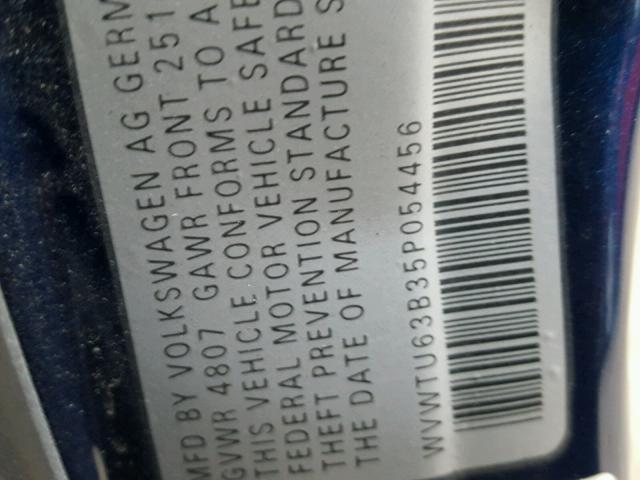 MFD BY VOLKSWAGEN AG GERM
GVWR 4807 GAWR FRONT 251
THIS VEHICLE CONFORMS TO A
FEDERAL MOTOR VEHICLE SAFE
THEFT PREVENTION STANDARD
THE DATE OF MANUFACTURE S
WVWTU63B35P054456